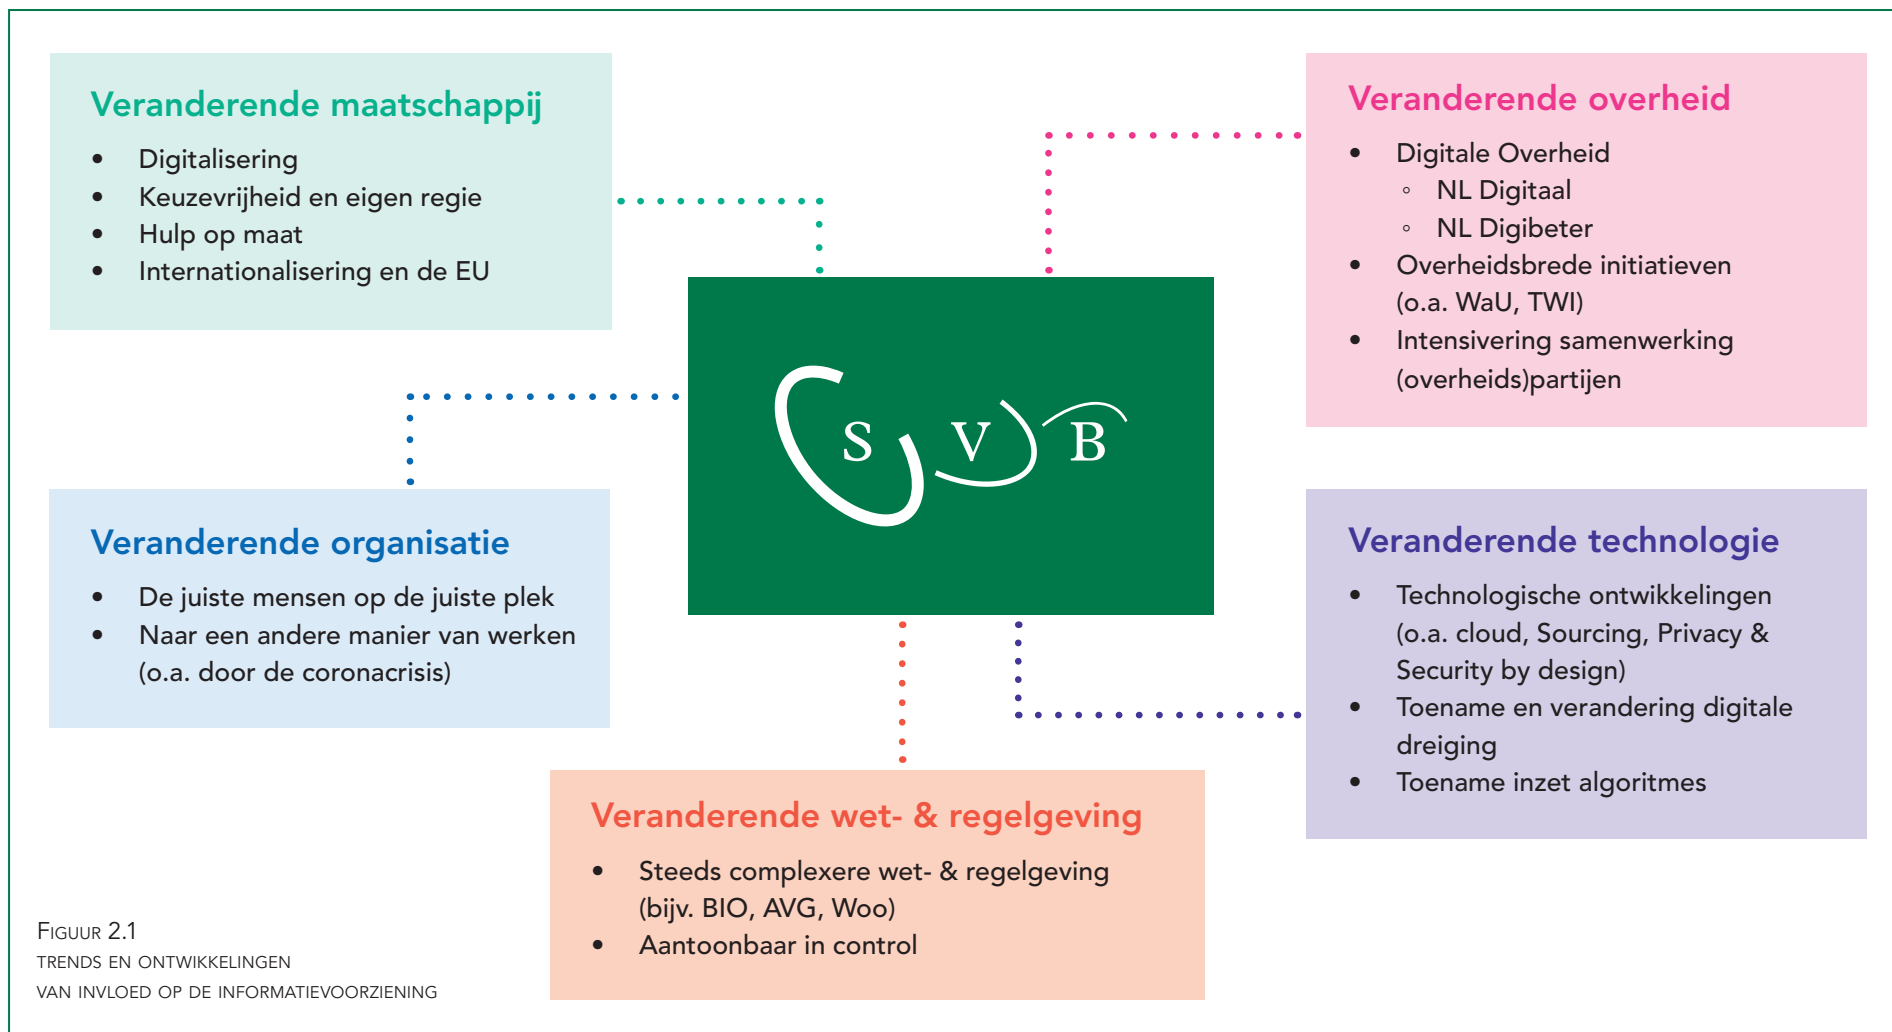 Veranderende maatschappij
• Digitalisering
• Keuzevrijheid en eigen regie
• Hulp op maat
• Internationalisering en de EU
Veranderende overheid
• Digitale Overheid
◦ NL Digitaal
◦ NL Digibeter
• Overheidsbrede initiatieven
(o.a. WaU, TWI)
• Intensivering samenwerking
(overheids)partijen
S V B
Veranderende organisatie
• De juiste mensen op de juiste plek
• Naar een andere manier van werken
(o.a. door de coronacrisis)
Veranderende technologie
• Technologische ontwikkelingen
(o.a. cloud, Sourcing, Privacy &
Security by design)
• Toename en verandering digitale
dreiging
• Toename inzet algoritmes
Veranderende wet- & regelgeving
• Steeds complexere wet- & regelgeving
(bijv. BIO, AVG, Woo)
• Aantoonbaar in control
Figuur 2.1
trends en ontwikkelingen
van invloed op de informatievoorziening